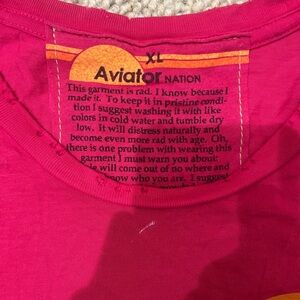 XL
Aviator NATION
This garment is rad. I know because I
made it. To keep it in pristine condi-
tion I suggest washing it with like
colors in cold water and tumble dry
low. It will distress naturally and
become even more rad with age. Oh,
there is one problem with wearing this
garment I must warn you about:
will come out of no where and
ow who you are. I suggest